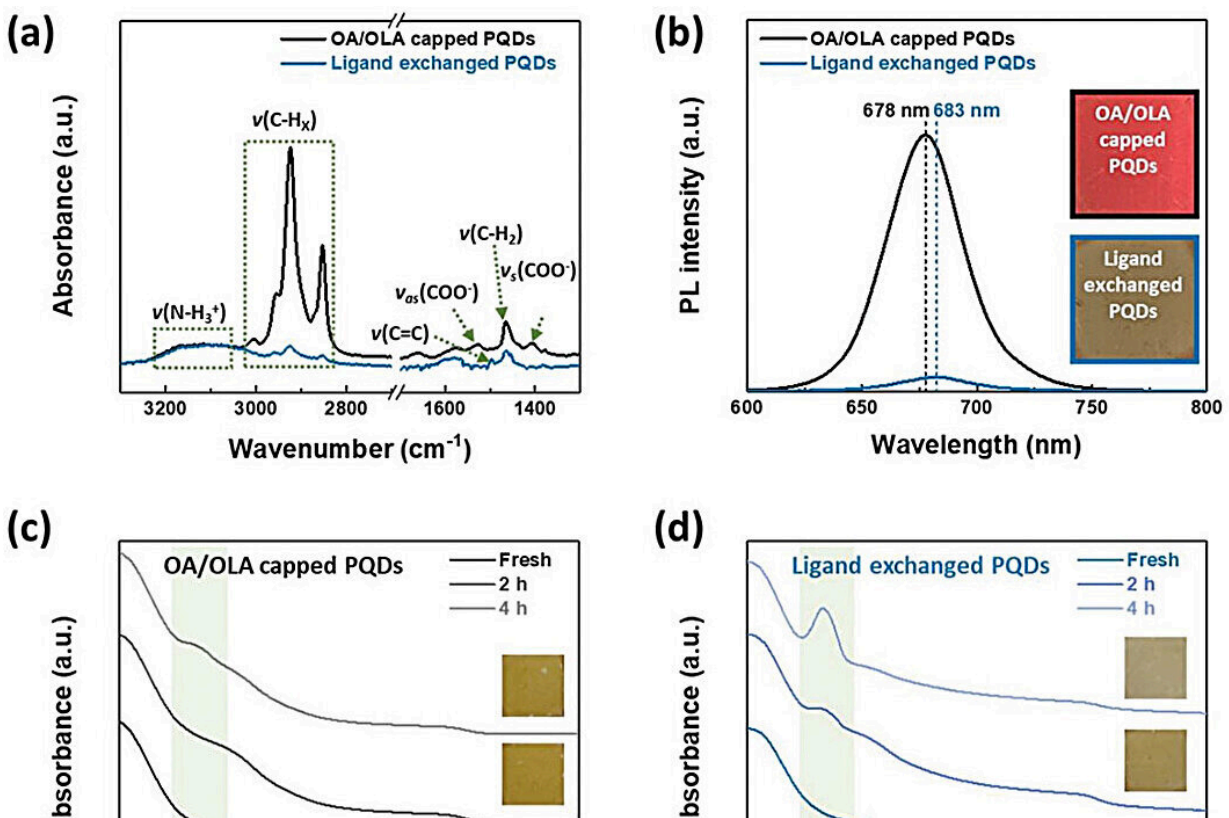 (a)
OA/OLA capped PQDs
Ligand exchanged PQDs
ν(C-Hx)
ν(N-H3+)
νas(COO-)
ν(C=C)
ν(C-H2)
νs(COO-)
Absorbance (a.u.)
3200 3000 2800 1600 1400
Wavenumber (cm-1)
(b)
OA/OLA capped PQDs
Ligand exchanged PQDs
678 nm 683 nm
OA/OLA
capped
PQDs
Ligand
exchanged
PQDs
PL intensity (a.u.)
600 650 700 750 800
Wavelength (nm)
(c)
OA/OLA capped PQDs
Fresh
2 h
4 h
bsorbance (a.u.)
(d)
Ligand exchanged PQDs
Fresh
2 h
4 h
bsorbance (a.u.)